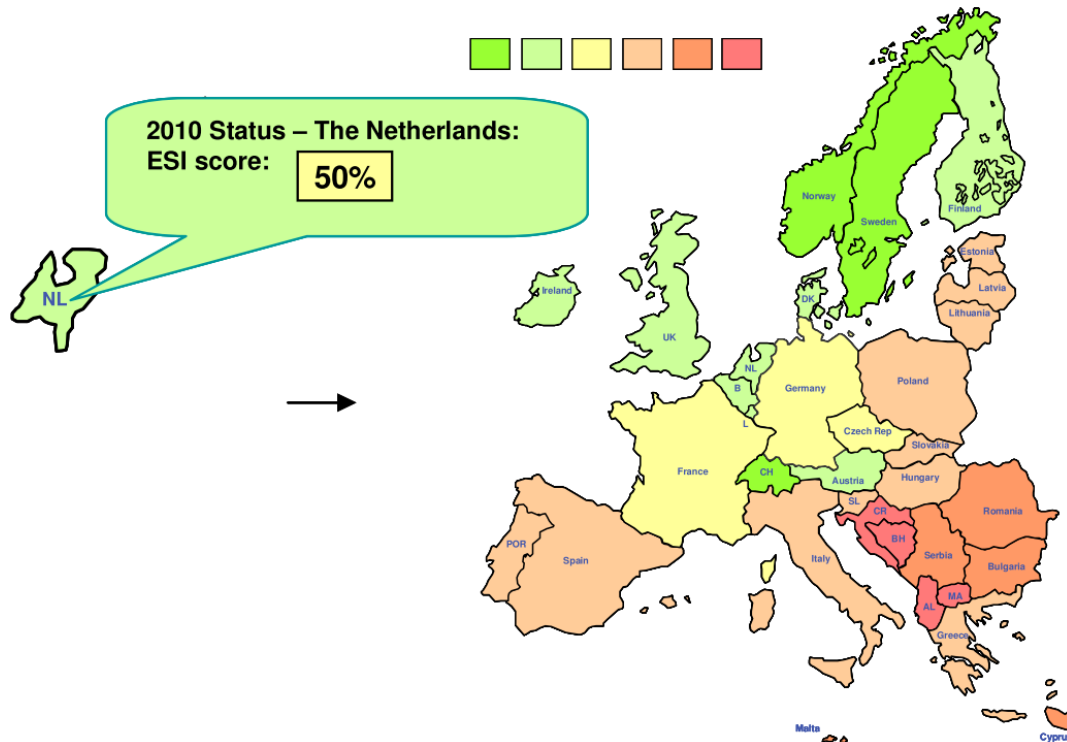 2010 Status – The Netherlands:
ESI score:
50%
NL
Norway
Sweden
Finland
Estonia
Latvia
Lithuania
Ireland
UK
DK
NL
B
L
Germany
Poland
Czech Rep
Slovakia
France
CH
Austria
Hungary
SL
CR
BH
Romania
Serbia
Bulgaria
POR
Spain
Italy
AL
MA
Greece
Malta
Cyprus